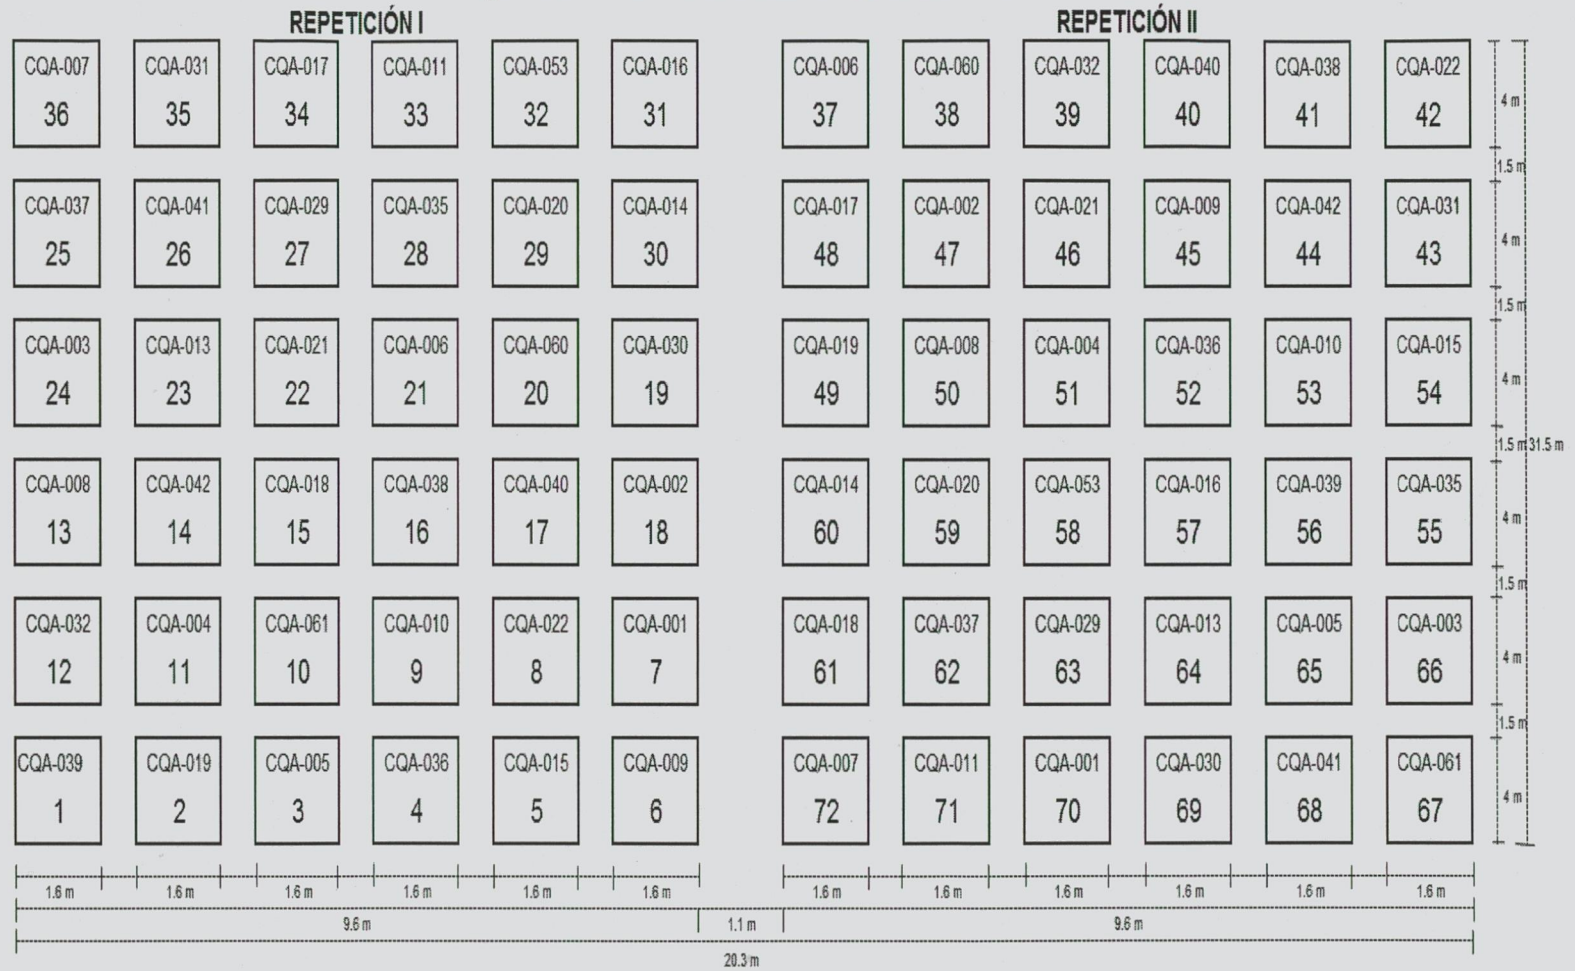 REPETICIÓN I REPETICIÓN II
CQA-007 CQA-031 CQA-017 CQA-011 CQA-053 CQA-016 CQA-006 CQA-060 CQA-032 CQA-040 CQA-038 CQA-022
36 35 34 33 32 31 37 38 39 40 41 42 4 m
1.5 m
CQA-037 CQA-041 CQA-029 CQA-035 CQA-020 CQA-014 CQA-017 CQA-002 CQA-021 CQA-009 CQA-042 CQA-031
25 26 27 28 29 30 48 47 46 45 44 43 4 m
1.5 m
CQA-003 CQA-013 CQA-021 CQA-006 CQA-060 CQA-030 CQA-019 CQA-008 CQA-004 CQA-036 CQA-010 CQA-015
24 23 22 21 20 19 49 50 51 52 53 54 4 m
1.5 m 31.5 m
CQA-008 CQA-042 CQA-018 CQA-038 CQA-040 CQA-002 CQA-014 CQA-020 CQA-053 CQA-016 CQA-039 CQA-035
13 14 15 16 17 18 60 59 58 57 56 55 4 m
1.5 m
CQA-032 CQA-004 CQA-061 CQA-010 CQA-022 CQA-001 CQA-018 CQA-037 CQA-029 CQA-013 CQA-005 CQA-003
12 11 10 9 8 7 61 62 63 64 65 66 4 m
1.5 m
CQA-039 CQA-019 CQA-005 CQA-036 CQA-015 CQA-009 CQA-007 CQA-011 CQA-001 CQA-030 CQA-041 CQA-061
1 2 3 4 5 6 72 71 70 69 68 67 4 m
1.6 m 1.6 m 1.6 m 1.6 m 1.6 m 1.6 m 1.6 m 1.6 m 1.6 m 1.6 m 1.6 m 1.6 m
9.6 m 1.1 m 9.6 m
20.3 m